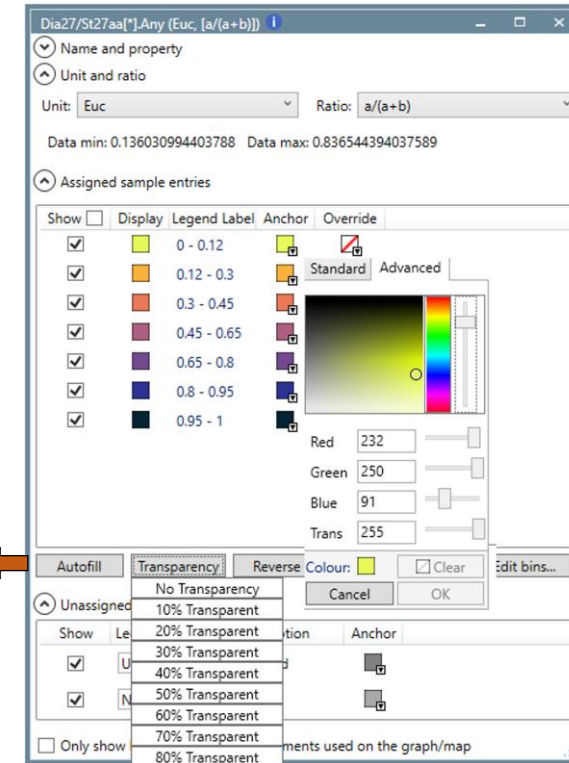 Dia27/St27aa[*].Any (Euc, [a/(a+b)])
Name and property
Unit and ratio
Unit: Euc Ratio: a/(a+b)
Data min: 0.136030994403788 Data max: 0.836544394037589
Assigned sample entries
Show Display Legend Label Anchor Override
0 - 0.12
0.12 - 0.3
0.3 - 0.45
0.45 - 0.65
0.65 - 0.8
0.8 - 0.95
0.95 - 1
Standard Advanced
Red 232
Green 250
Blue 91
Trans 255
Colour: Clear
Cancel OK
Autofill Transparency Reverse Edit bins...
No Transparency
10% Transparent
20% Transparent
30% Transparent
40% Transparent
50% Transparent
60% Transparent
70% Transparent
80% Transparent
Unassigned
Show Le tion Anchor
U d
N
Only show ments used on the graph/map